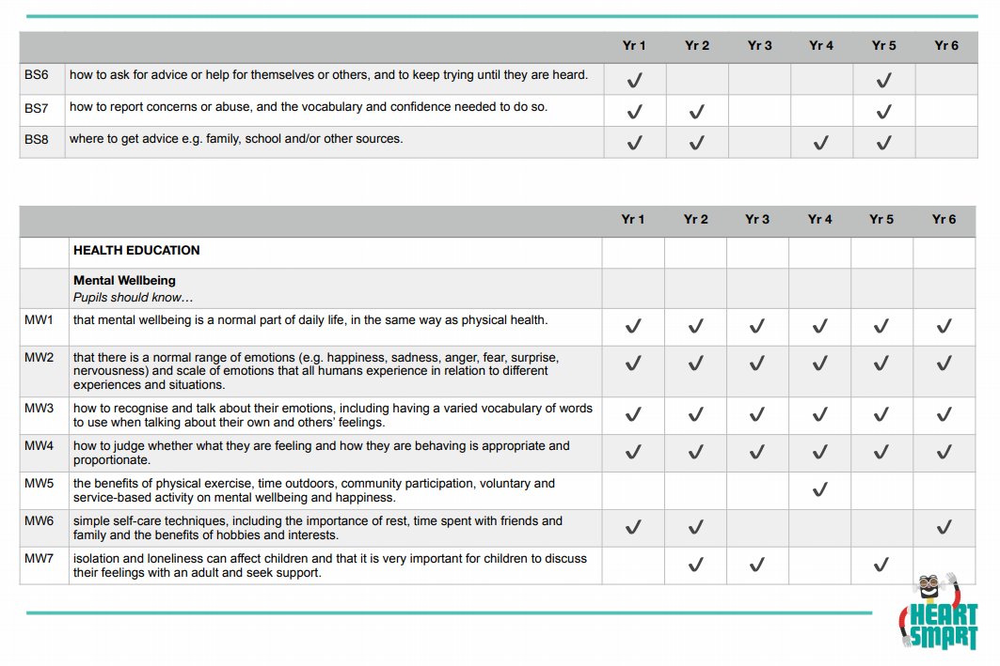 Yr 1 Yr 2 Yr 3 Yr 4 Yr 5 Yr 6
BS6 how to ask for advice or help for themselves or others, and to keep trying until they are heard. ✓ ✓
BS7 how to report concerns or abuse, and the vocabulary and confidence needed to do so. ✓ ✓ ✓
BS8 where to get advice e.g. family, school and/or other sources. ✓ ✓ ✓ ✓
Yr 1 Yr 2 Yr 3 Yr 4 Yr 5 Yr 6
HEALTH EDUCATION
Mental Wellbeing
Pupils should know…
MW1 that mental wellbeing is a normal part of daily life, in the same way as physical health. ✓ ✓ ✓ ✓ ✓ ✓
MW2 that there is a normal range of emotions (e.g. happiness, sadness, anger, fear, surprise, ✓ ✓ ✓ ✓ ✓ ✓
nervousness) and scale of emotions that all humans experience in relation to different
experiences and situations.
MW3 how to recognise and talk about their emotions, including having a varied vocabulary of words ✓ ✓ ✓ ✓ ✓ ✓
to use when talking about their own and others’ feelings.
MW4 how to judge whether what they are feeling and how they are behaving is appropriate and ✓ ✓ ✓ ✓ ✓ ✓
proportionate.
MW5 the benefits of physical exercise, time outdoors, community participation, voluntary and ✓
service-based activity on mental wellbeing and happiness.
MW6 simple self-care techniques, including the importance of rest, time spent with friends and ✓ ✓ ✓
family and the benefits of hobbies and interests.
MW7 isolation and loneliness can affect children and that it is very important for children to discuss ✓ ✓ ✓
their feelings with an adult and seek support.
HEART
SMART